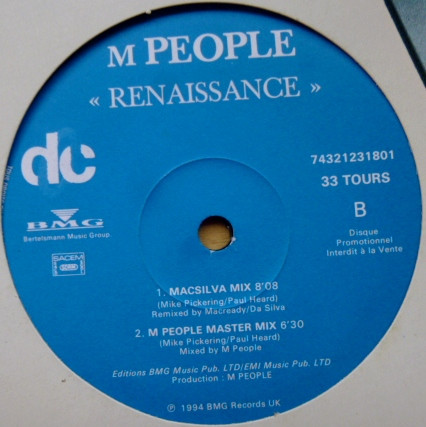 M PEOPLE
« RENAISSANCE »
dc
74321231801
33 TOURS
B
BMG
Bertelsmann Music Group
Disque
Promotionnel
Interdit à la Vente
SACEM
1. MACSILVA MIX 8'08
(Mike Pickering/Paul Heard)
Remixed by Macready/Da Silva
2. M PEOPLE MASTER MIX 6'30
(Mike Pickering/Paul Heard)
Mixed by M People
Editions BMG Music Pub. LTD/EMI Music Pub. LTD
Production : M PEOPLE
℗ 1994 BMG Records UK